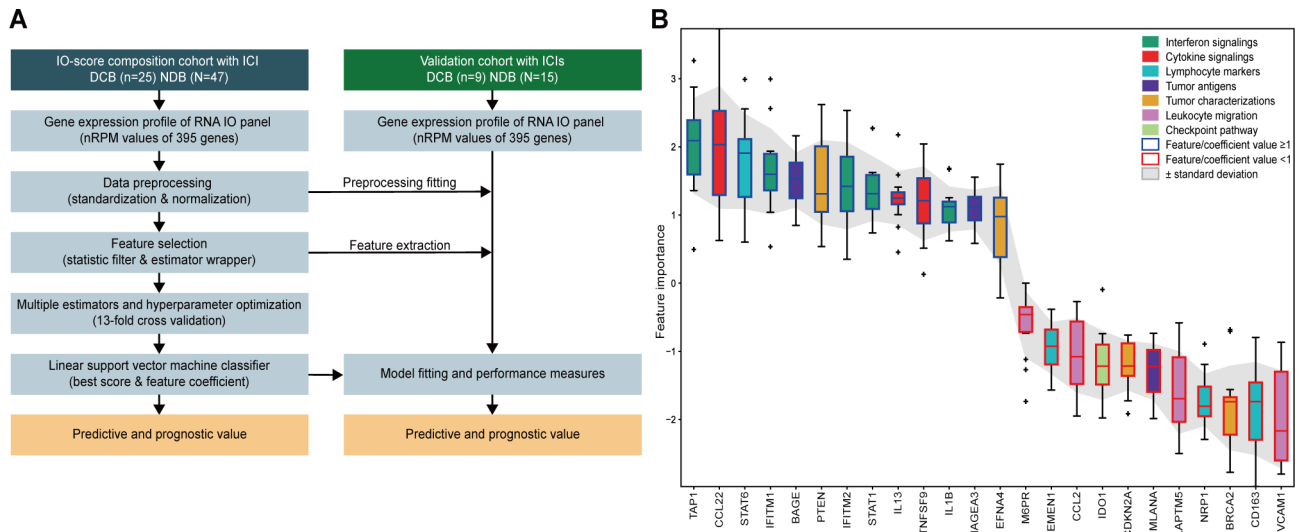 A
IO-score composition cohort with ICI
DCB (n=25) NDB (N=47)
Validation cohort with ICIs
DCB (n=9) NDB (N=15)
Gene expression profile of RNA IO panel
(nRPM values of 395 genes)
Gene expression profile of RNA IO panel
(nRPM values of 395 genes)
Data preprocessing
(standardization & normalization)
Preprocessing fitting
Feature selection
(statistic filter & estimator wrapper)
Feature extraction
Multiple estimators and hyperparameter optimization
(13-fold cross validation)
Linear support vector machine classifier
(best score & feature coefficient)
Model fitting and performance measures
Predictive and prognostic value
Predictive and prognostic value
B
Feature importance
3
2
1
0
−1
−2
Interferon signalings
Cytokine signalings
Lymphocyte markers
Tumor antigens
Tumor characterizations
Leukocyte migration
Checkpoint pathway
Feature/coefficient value ≥1
Feature/coefficient value <1
± standard deviation
TAP1
CCL22
STAT6
IFITM1
BAGE
PTEN
IFITM2
STAT1
IL13
TNFSF9
IL1B
AGEA3
EFNA4
M6PR
EMEN1
CCL2
IDO1
CDKN2A
MLANA
APTM5
NRP1
BRCA2
CD163
VCAM1